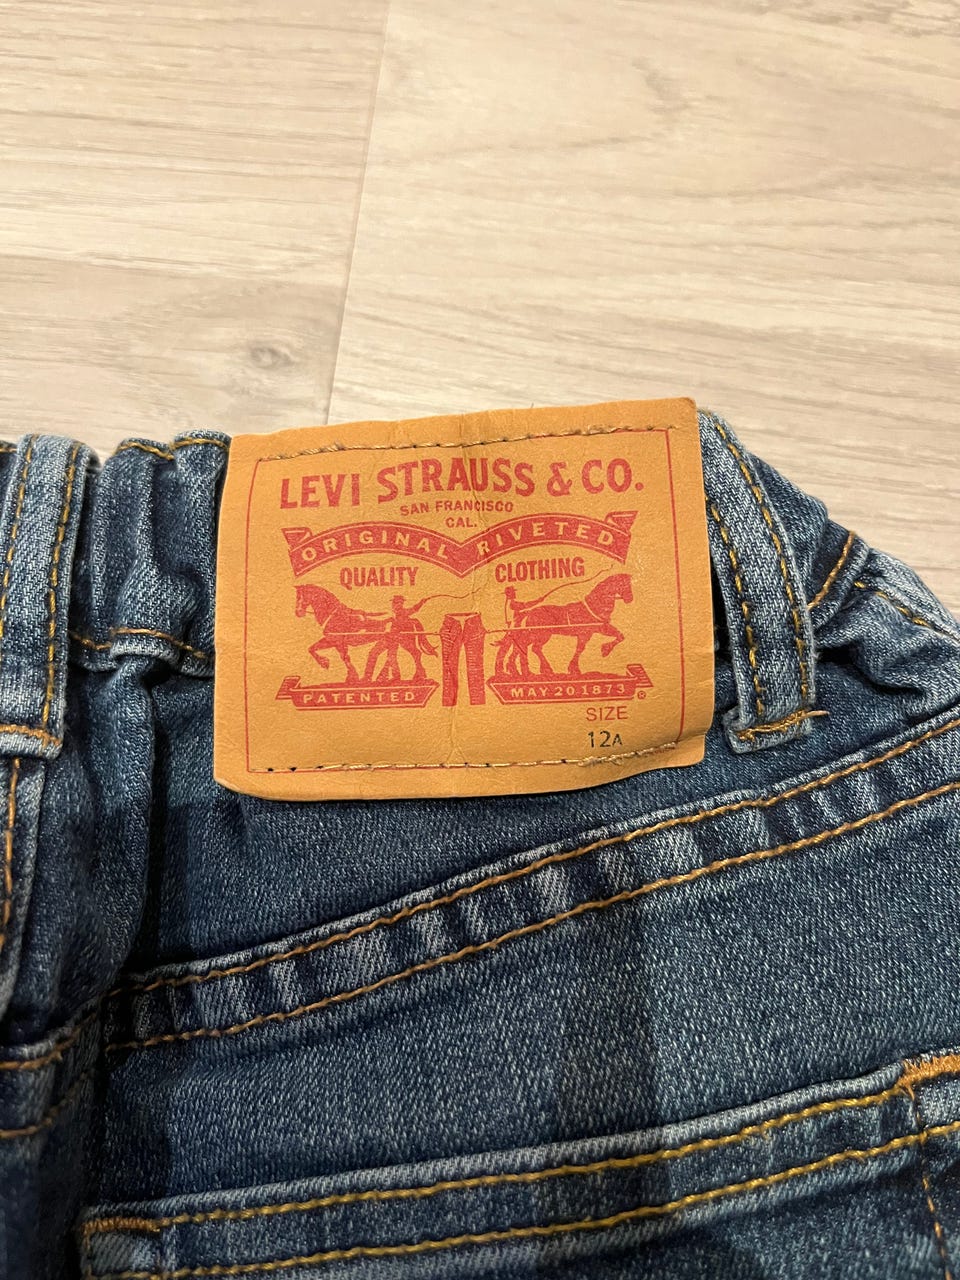 LEVI STRAUSS & CO.
SAN FRANCISCO
CAL.
ORIGINAL RIVETED
QUALITY CLOTHING
PATENTED MAY 20 1873 ®
SIZE
12A